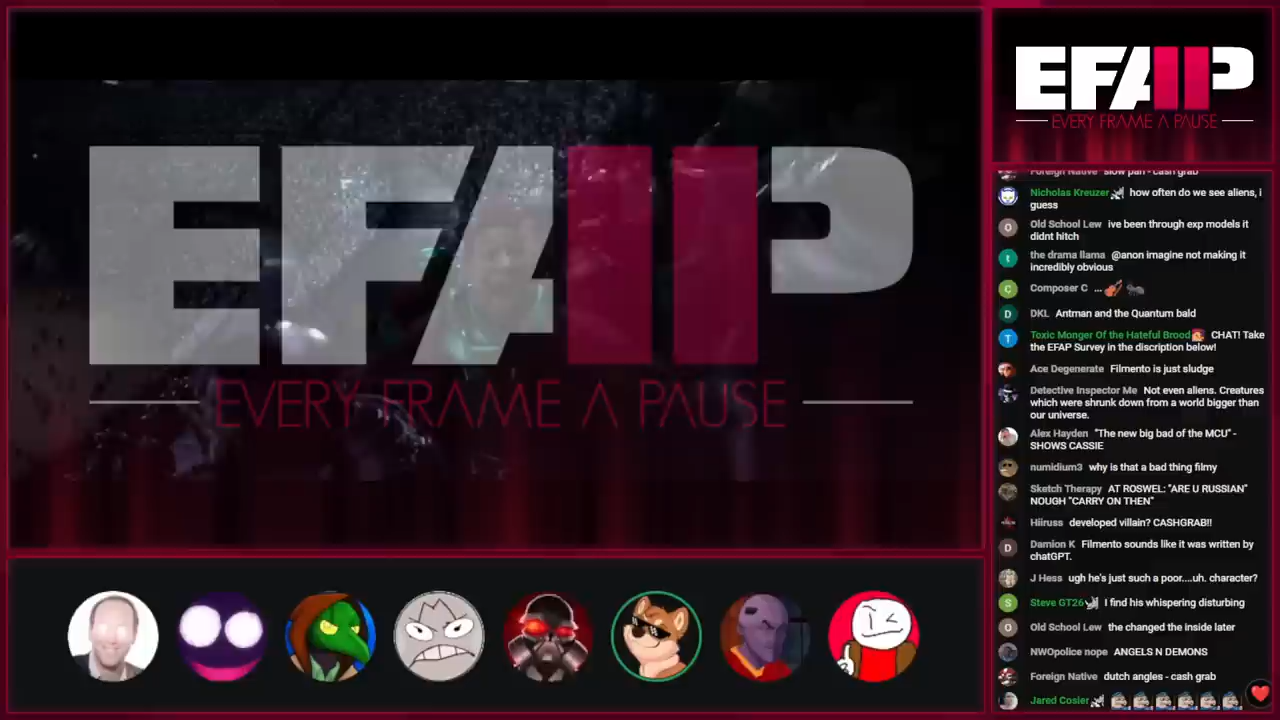 EFAP
EVERY FRAME A PAUSE
EFAP
EVERY FRAME A PAUSE
Foreign Native slow pan - cash grab
Nicholas Kreuzer how often do we see aliens, i
guess
Old School Lew ive been through exp models it
didnt hitch
the drama llama @anon imagine not making it
incredibly obvious
Composer C ...
DKL Antman and the Quantum bald
Toxic Monger Of the Hateful Brood CHAT! Take
the EFAP Survey in the discription below!
Ace Degenerate Filmento is just sludge
Detective Inspector Me Not even aliens. Creatures
which were shrunk down from a world bigger than
our universe.
Alex Hayden "The new big bad of the MCU" -
SHOWS CASSIE
numidium3 why is that a bad thing filmy
Sketch Therapy AT ROSWEL: "ARE U RUSSIAN"
NOUGH "CARRY ON THEN"
Hiiruss developed villain? CASHGRAB!!
Damion K Filmento sounds like it was written by
chatGPT.
J Hess ugh he's just such a poor....uh. character?
Steve GT26 I find his whispering disturbing
Old School Lew the changed the inside later
NWOpolice nope ANGELS N DEMONS
Foreign Native dutch angles - cash grab
Jared Cosier